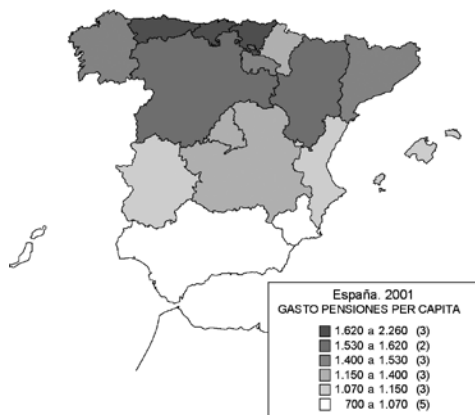 España. 2001
GASTO PENSIONES PER CAPITA
1.620 a 2.260 (3)
1.530 a 1.620 (2)
1.400 a 1.530 (3)
1.150 a 1.400 (3)
1.070 a 1.150 (3)
700 a 1.070 (5)